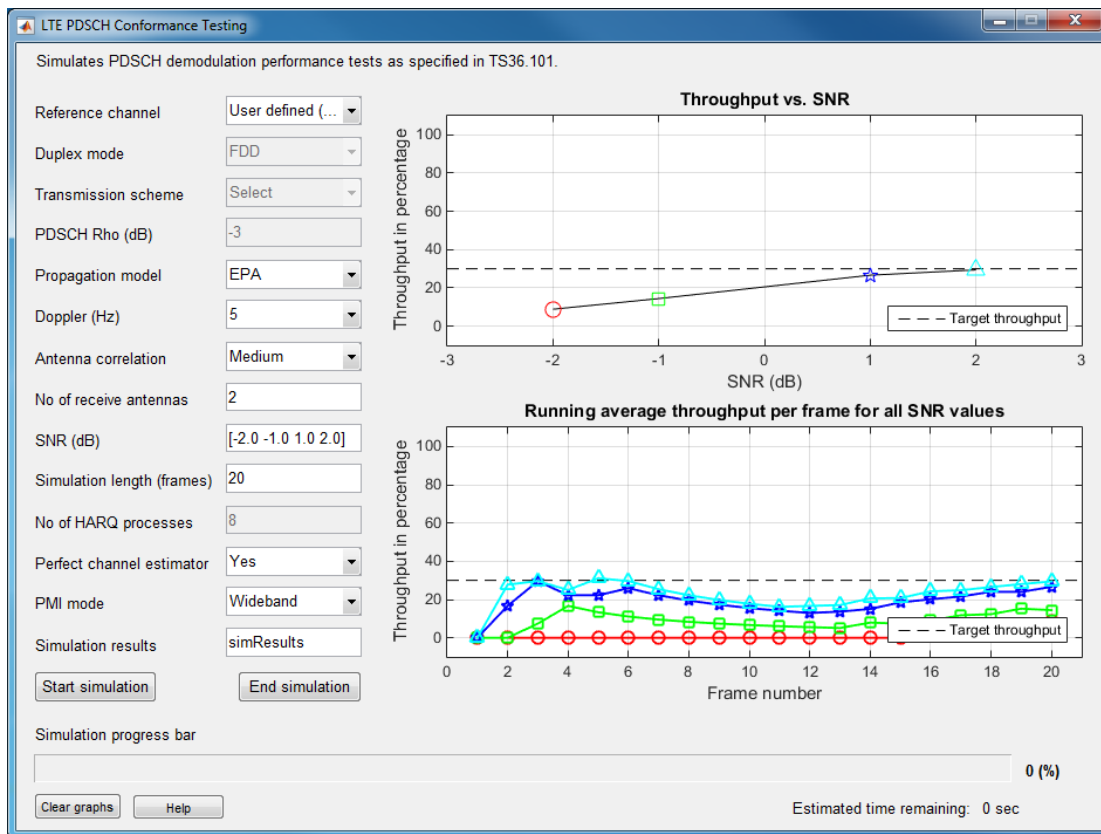 LTE PDSCH Conformance Testing
Simulates PDSCH demodulation performance tests as specified in TS36.101.
Reference channel User defined (...
Duplex mode FDD
Transmission scheme Select
PDSCH Rho (dB) -3
Propagation model EPA
Doppler (Hz) 5
Antenna correlation Medium
No of receive antennas 2
SNR (dB) [-2.0 -1.0 1.0 2.0]
Simulation length (frames) 20
No of HARQ processes 8
Perfect channel estimator Yes
PMI mode Wideband
Simulation results simResults
Start simulation End simulation
Throughput vs. SNR
Throughput in percentage
100
80
60
40
20
0
-3 -2 -1 0 1 2 3
SNR (dB)
Target throughput
Running average throughput per frame for all SNR values
Throughput in percentage
100
80
60
40
20
0
0 2 4 6 8 10 12 14 16 18 20
Frame number
Target throughput
Simulation progress bar
0 (%)
Clear graphs Help
Estimated time remaining: 0 sec